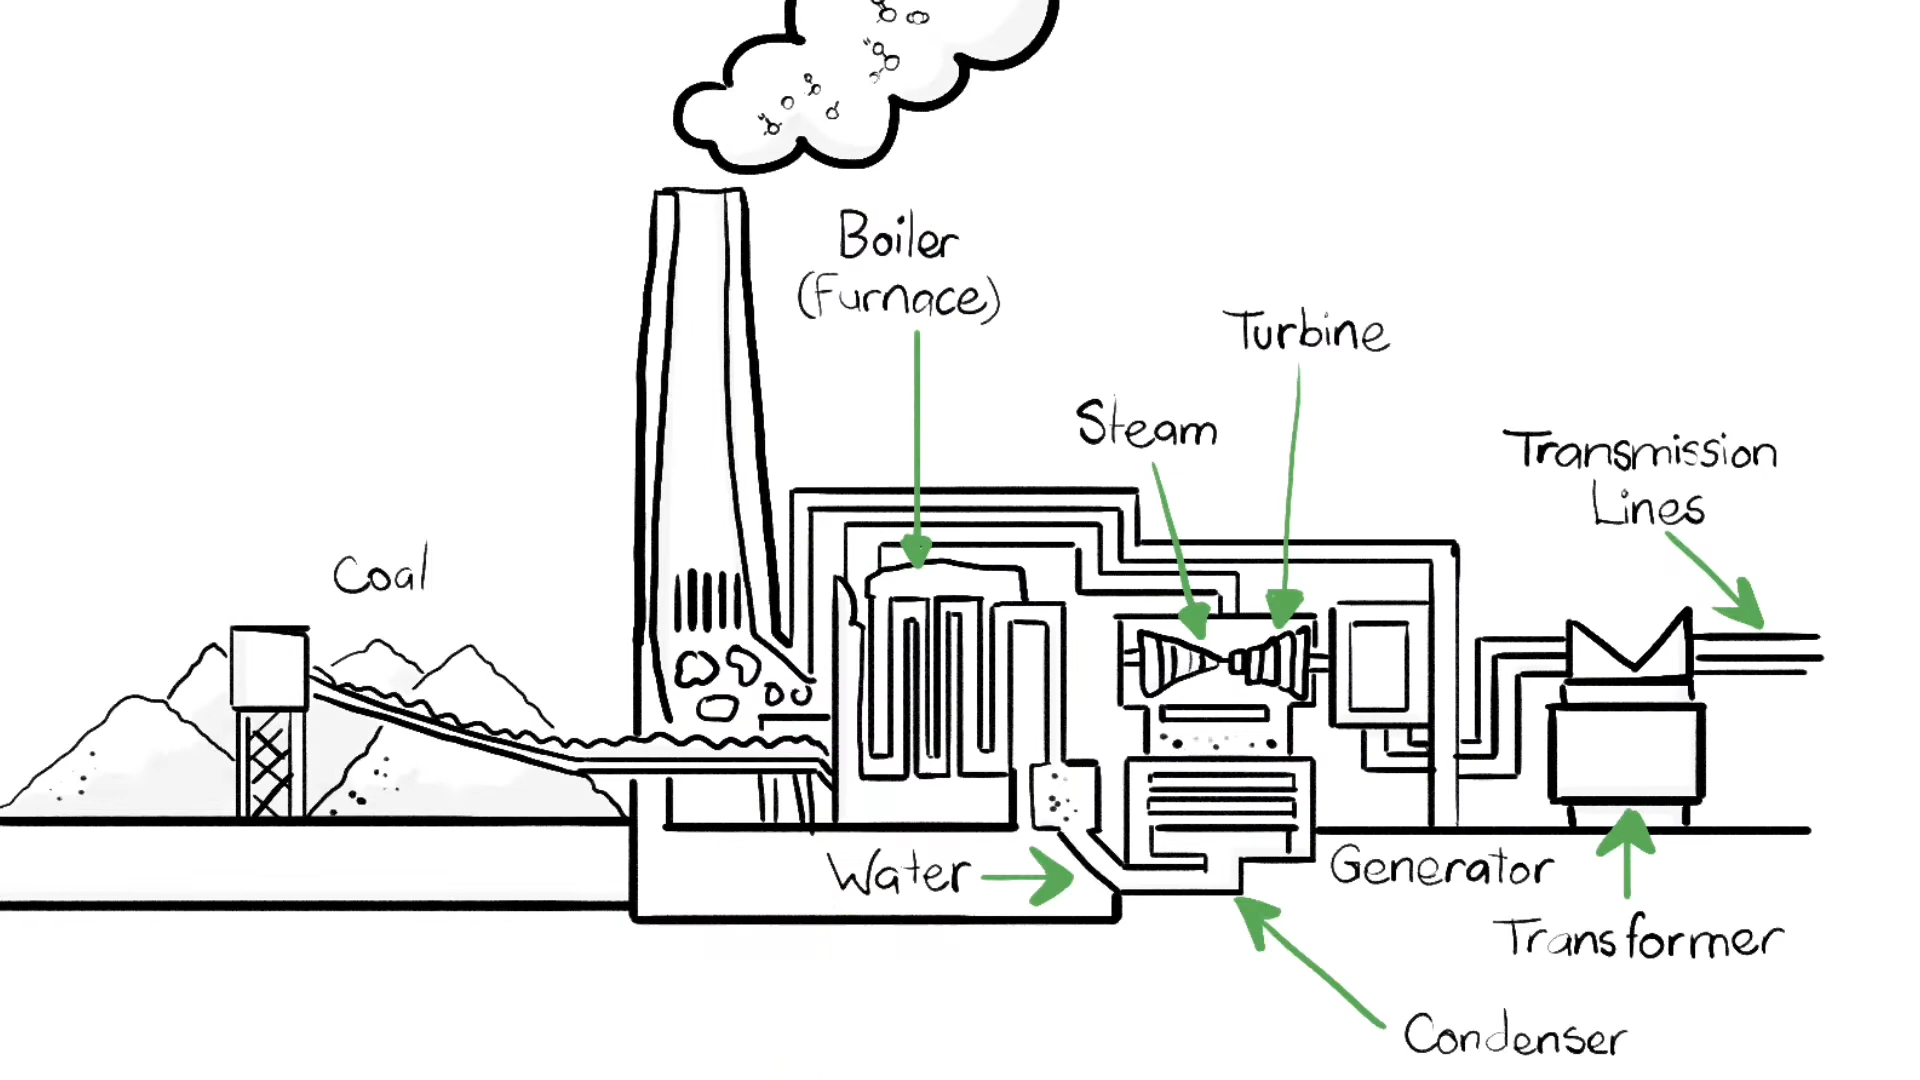 Boiler
(Furnace)
Turbine
Steam
Transmission
Lines
Coal
Water
Generator
Transformer
Condenser